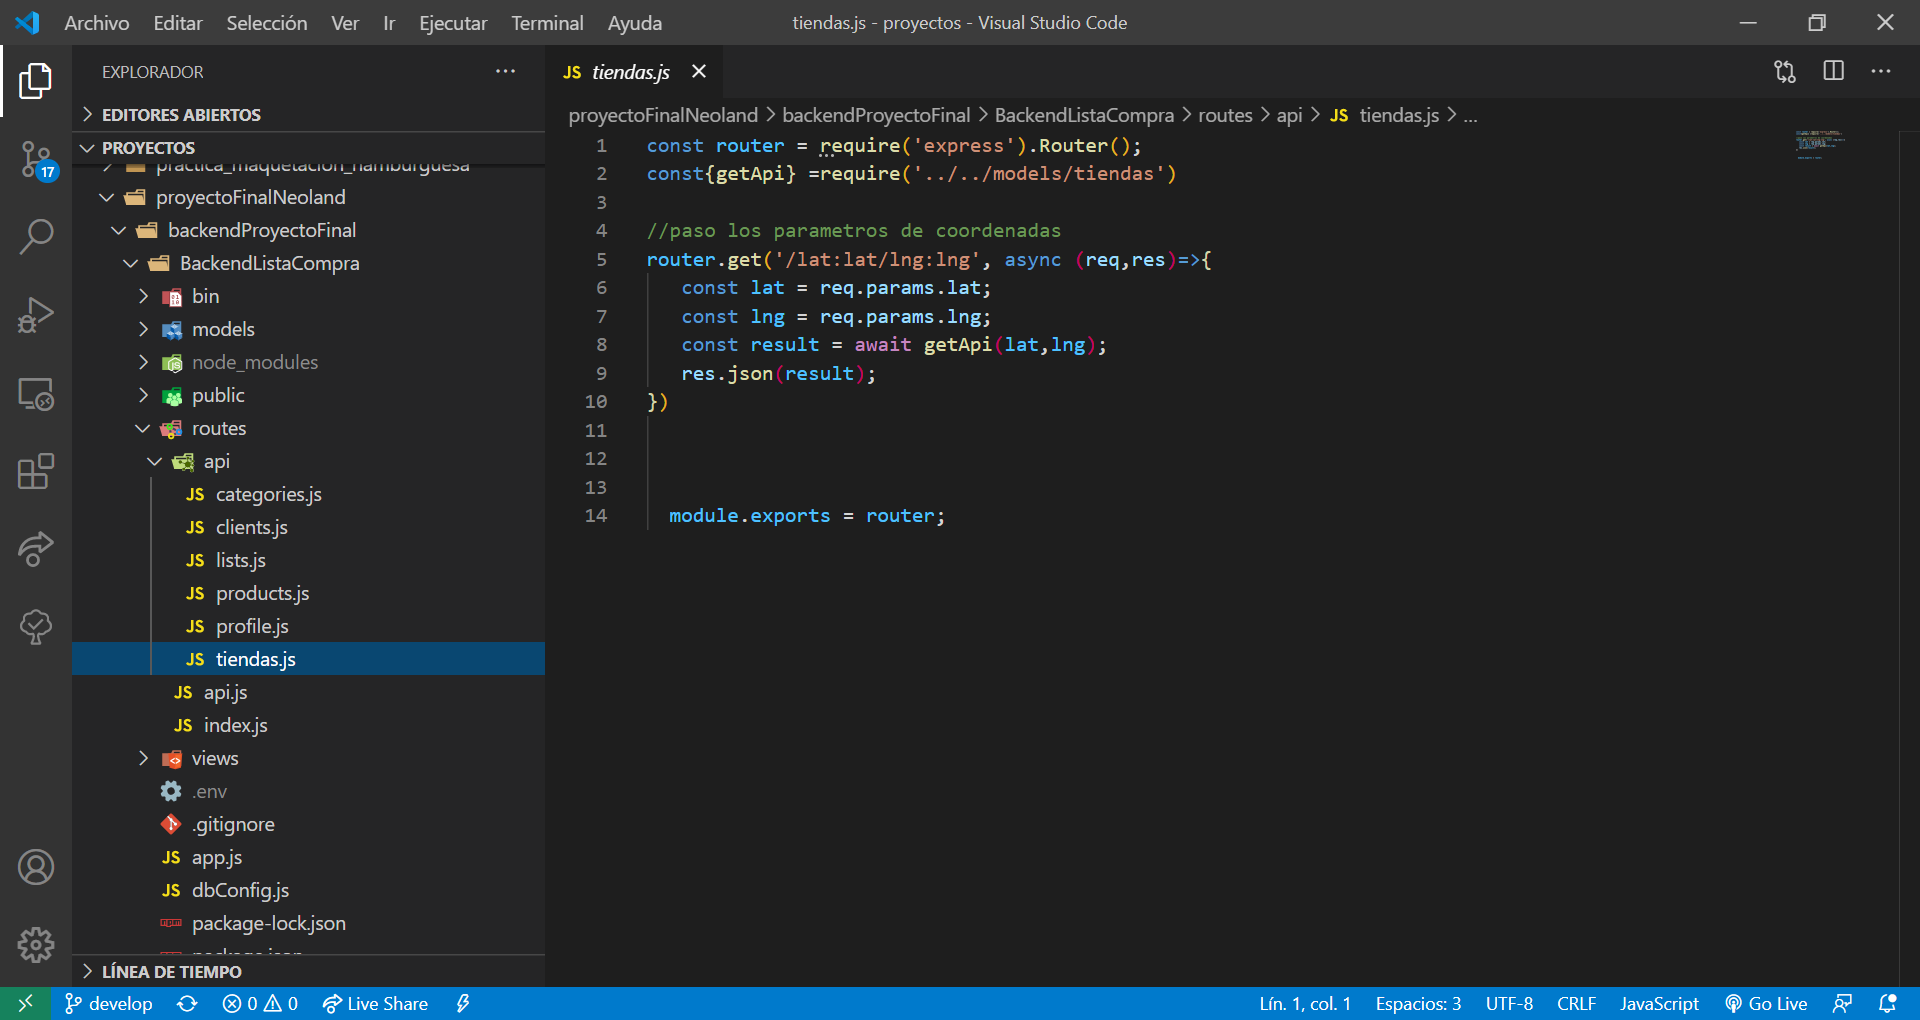 Archivo Editar Selección Ver Ir Ejecutar Terminal Ayuda
tiendas.js - proyectos - Visual Studio Code
EXPLORADOR
EDITORES ABIERTOS
PROYECTOS
practica_maquetacion_hamburguesa
proyectoFinalNeoland
backendProyectoFinal
BackendListaCompra
bin
models
node_modules
public
routes
api
JS categories.js
JS clients.js
JS lists.js
JS products.js
JS profile.js
JS tiendas.js
JS api.js
JS index.js
views
.env
.gitignore
JS app.js
JS dbConfig.js
package-lock.json
package.json
LÍNEA DE TIEMPO
17
JS tiendas.js
proyectoFinalNeoland > backendProyectoFinal > BackendListaCompra > routes > api > JS tiendas.js > ...
1 const router = require('express').Router();
2 const{getApi} =require('../../models/tiendas')
3
4 //paso los parametros de coordenadas
5 router.get('/lat:lat/lng:lng', async (req,res)=>{
6 const lat = req.params.lat;
7 const lng = req.params.lng;
8 const result = await getApi(lat,lng);
9 res.json(result);
10 })
11
12
13
14 module.exports = router;
develop 0 0 Live Share
Lín. 1, col. 1 Espacios: 3 UTF-8 CRLF JavaScript Go Live